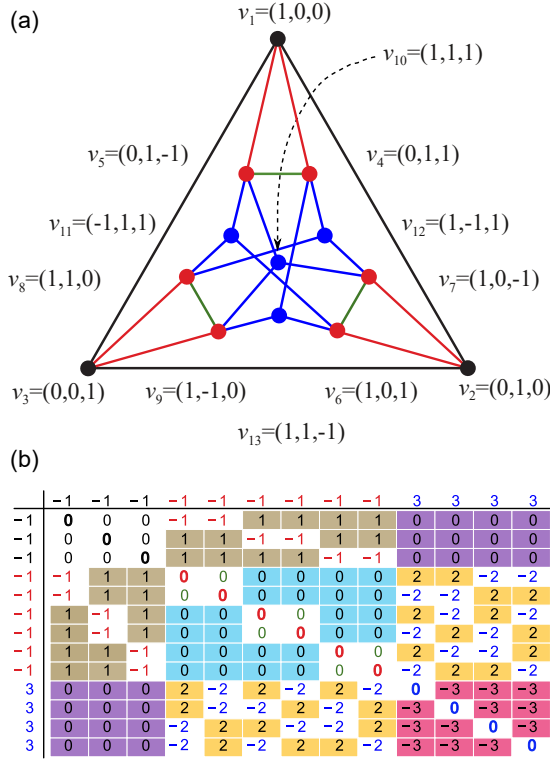 (a)
v1=(1,0,0)
v10=(1,1,1)
v5=(0,1,-1)
v4=(0,1,1)
v11=(-1,1,1)
v12=(1,-1,1)
v8=(1,1,0)
v7=(1,0,-1)
v3=(0,0,1)
v9=(1,-1,0)
v6=(1,0,1)
v2=(0,1,0)
v13=(1,1,-1)
(b)
−1 −1 −1 −1 −1 −1 −1 −1 −1 3 3 3 3
−1 0 0 0 −1 −1 1 1 1 1 0 0 0 0
−1 0 0 0 1 1 −1 −1 1 1 0 0 0 0
−1 0 0 0 1 1 1 1 −1 −1 0 0 0 0
−1 −1 1 1 0 0 0 0 0 0 2 2 −2 −2
−1 −1 1 1 0 0 0 0 0 0 −2 −2 2 2
−1 1 −1 1 0 0 0 0 0 0 2 −2 2 −2
−1 1 −1 1 0 0 0 0 0 0 −2 2 −2 2
−1 1 1 −1 0 0 0 0 0 0 2 −2 −2 2
−1 1 1 −1 0 0 0 0 0 0 −2 2 2 −2
3 0 0 0 2 −2 2 −2 2 −2 0 −3 −3 −3
3 0 0 0 2 −2 −2 2 −2 2 −3 0 −3 −3
3 0 0 0 −2 2 2 −2 −2 2 −3 −3 0 −3
3 0 0 0 −2 2 −2 2 2 −2 −3 −3 −3 0